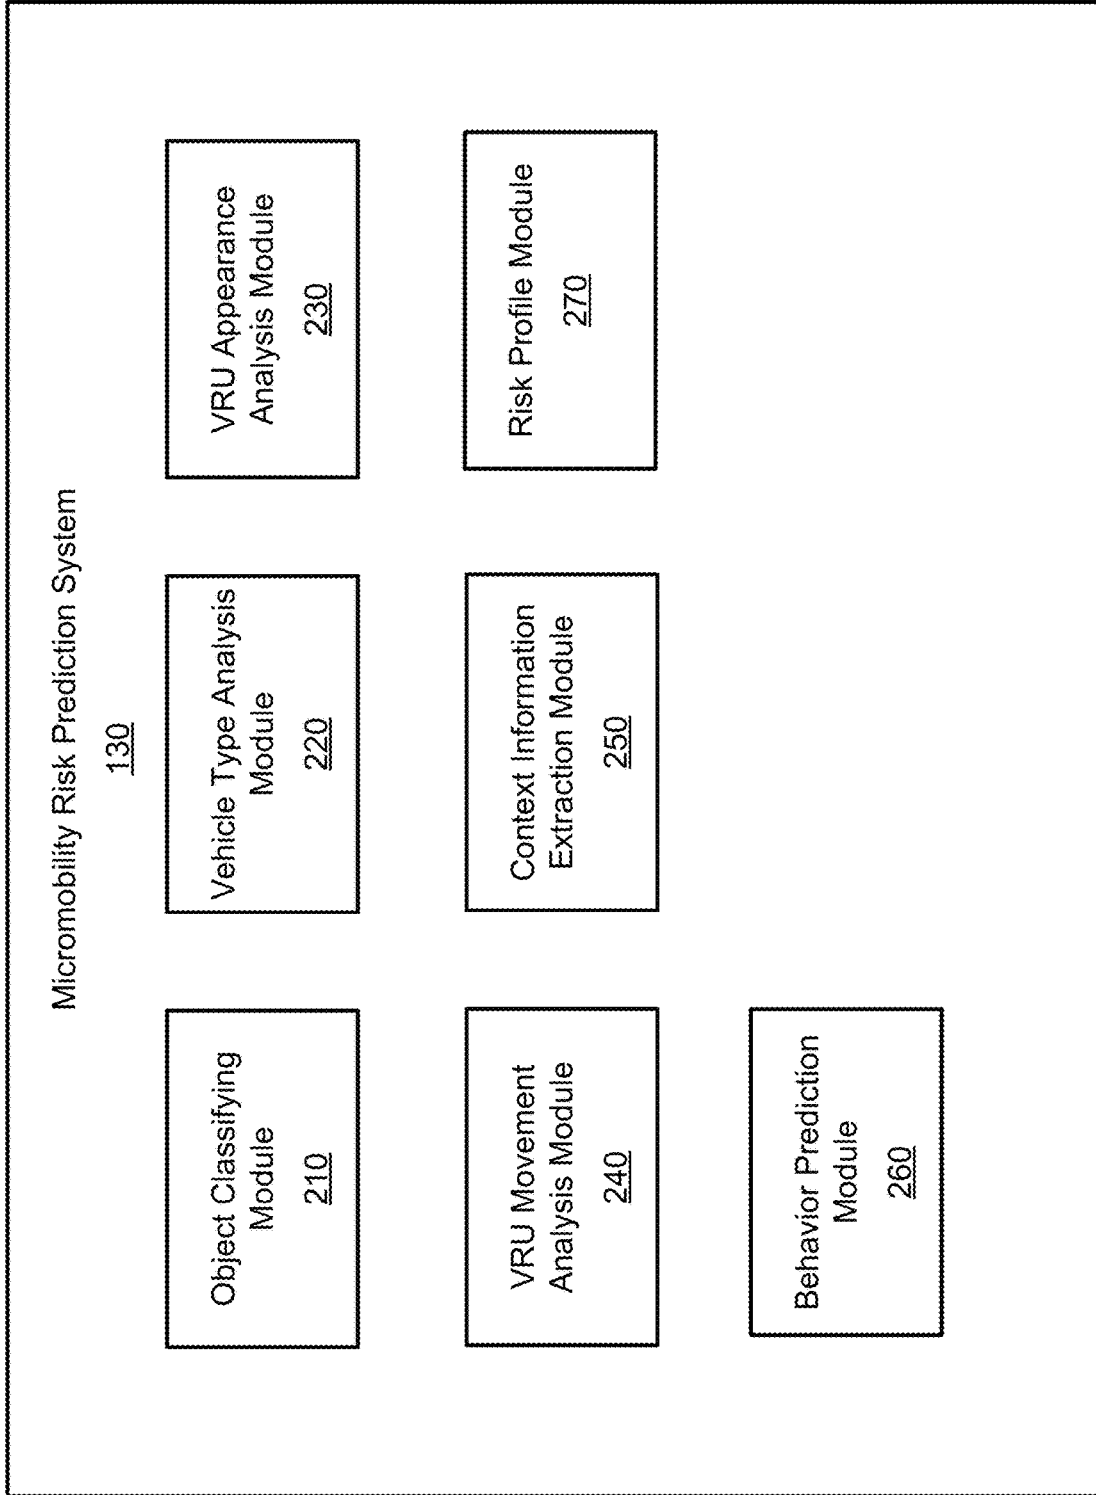 Micromobility Risk Prediction System
130
Object Classifying
Module
210
Vehicle Type Analysis
Module
220
VRU Appearance
Analysis Module
230
VRU Movement
Analysis Module
240
Context Information
Extraction Module
250
Risk Profile Module
270
Behavior Prediction
Module
260